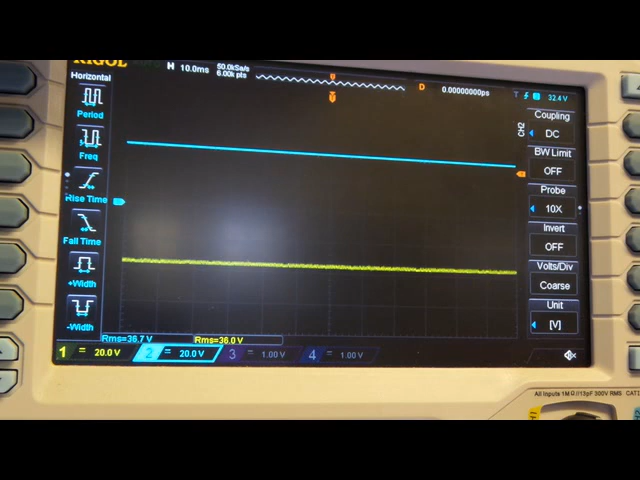 RIGOL
H 10.0ms 50.0kSa/s
6.00k pts
D 0.00000000ps
T 2 32.4 V
Horizontal
Period
Freq
Rise Time
Fall Time
+Width
-Width
CH2
Coupling
DC
BW Limit
OFF
Probe
10X
Invert
OFF
Volts/Div
Coarse
Unit
[V]
Rms=36.7 V Rms=36.0 V
1 = 20.0 V 2 = 20.0 V 3 = 1.00 V 4 = 1.00 V
All Inputs 1MΩ//13pF 300V RMS CATI